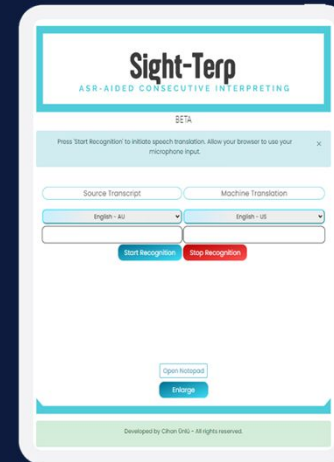 Sight-Terp
ASR-AIDED CONSECUTIVE INTERPRETING
BETA
Press 'Start Recognition' to initiate speech translation. Allow your browser to use your ×
microphone input.
Source Transcript Machine Translation
English - AU English - US
Start Recognition Stop Recognition
Open Notepad
Enlarge
Developed by Cihan Ünlü - All rights reserved.